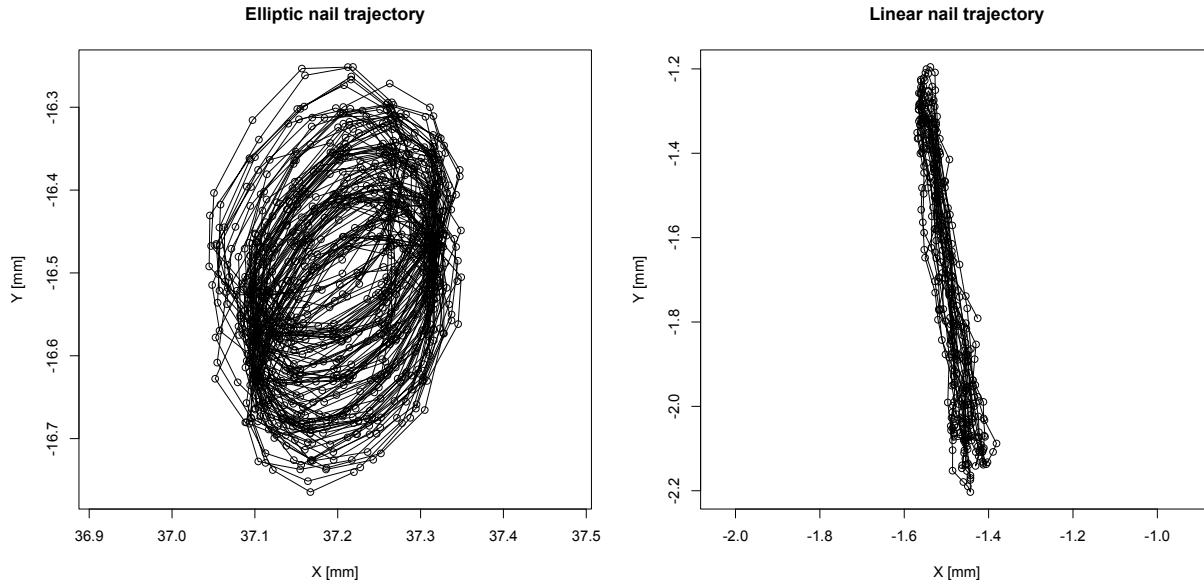 Elliptic nail trajectory
Y [mm]
-16.3
-16.4
-16.5
-16.6
-16.7
36.9 37.0 37.1 37.2 37.3 37.4 37.5
X [mm]
Linear nail trajectory
Y [mm]
-1.2
-1.4
-1.6
-1.8
-2.0
-2.2
-2.0 -1.8 -1.6 -1.4 -1.2 -1.0
X [mm]